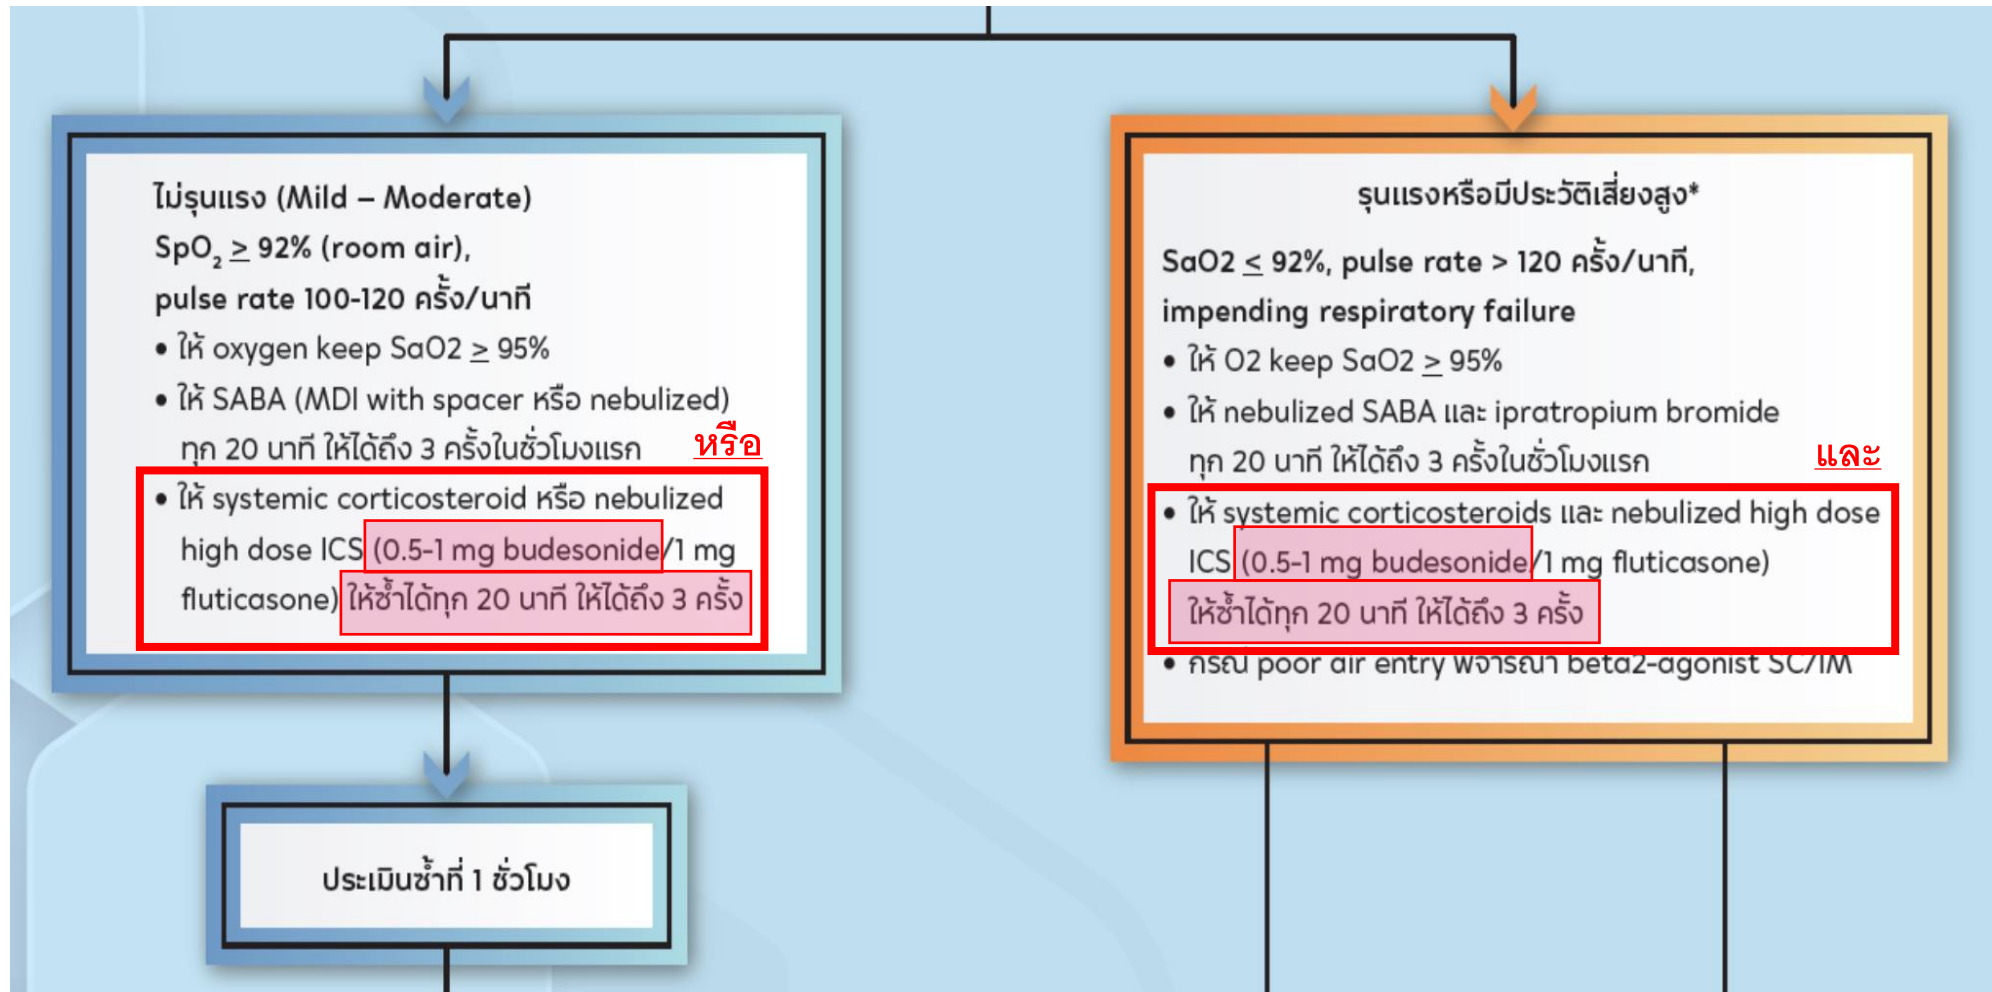 ไม่รุนแรง (Mild – Moderate)
SpO₂ ≥ 92% (room air),
pulse rate 100-120 ครั้ง/นาที
• ให้ oxygen keep SaO2 ≥ 95%
• ให้ SABA (MDI with spacer หรือ nebulized)
ทุก 20 นาที ให้ได้ถึง 3 ครั้งในชั่วโมงแรก
หรือ
• ให้ systemic corticosteroid หรือ nebulized
high dose ICS (0.5-1 mg budesonide/1 mg
fluticasone) ให้ซ้ำได้ทุก 20 นาที ให้ได้ถึง 3 ครั้ง
ประเมินซ้ำที่ 1 ชั่วโมง
รุนแรงหรือมีประวัติเสี่ยงสูง*
SaO2 ≤ 92%, pulse rate > 120 ครั้ง/นาที,
impending respiratory failure
• ให้ O2 keep SaO2 ≥ 95%
• ให้ nebulized SABA และ ipratropium bromide
ทุก 20 นาที ให้ได้ถึง 3 ครั้งในชั่วโมงแรก
และ
• ให้ systemic corticosteroids และ nebulized high dose
ICS (0.5-1 mg budesonide/1 mg fluticasone)
ให้ซ้ำได้ทุก 20 นาที ให้ได้ถึง 3 ครั้ง
• กรณี poor air entry พิจารณา beta2-agonist SC/IM